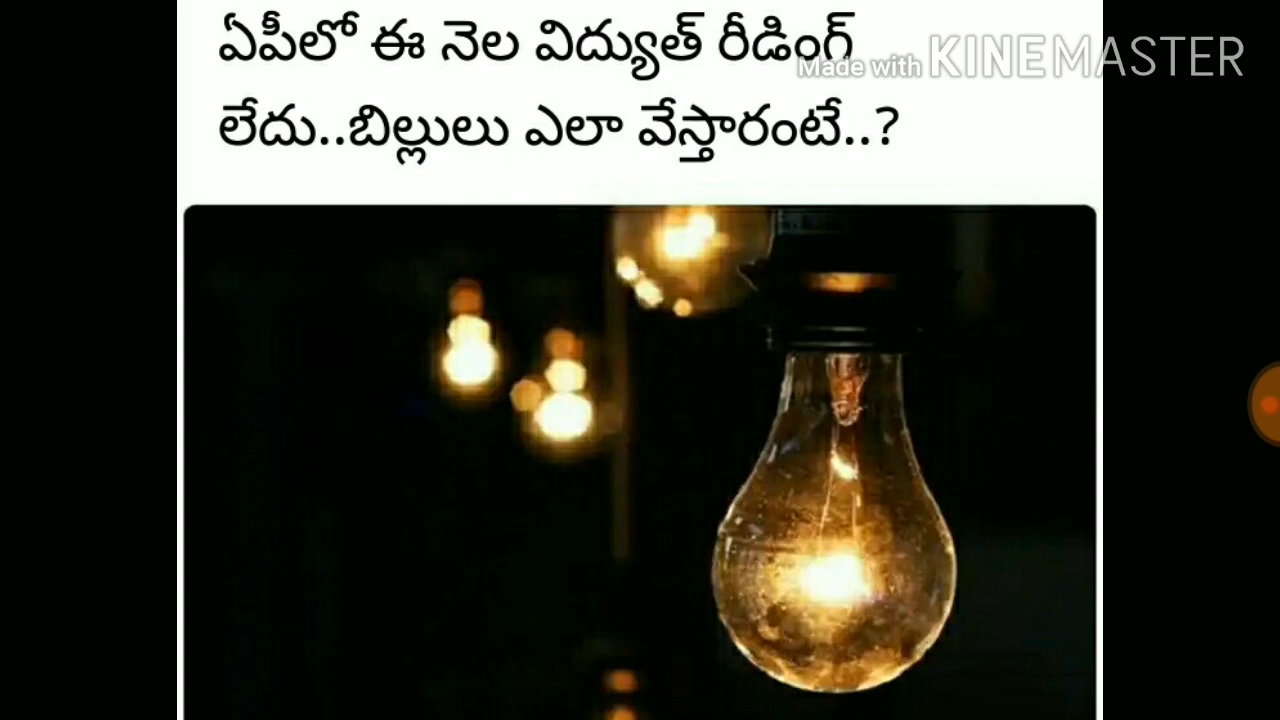 ఏపీలో ఈ నెల విద్యుత్ రీడింగ్
Made with KINEMASTER
లేదు..బిల్లులు ఎలా వేస్తారంటే..?